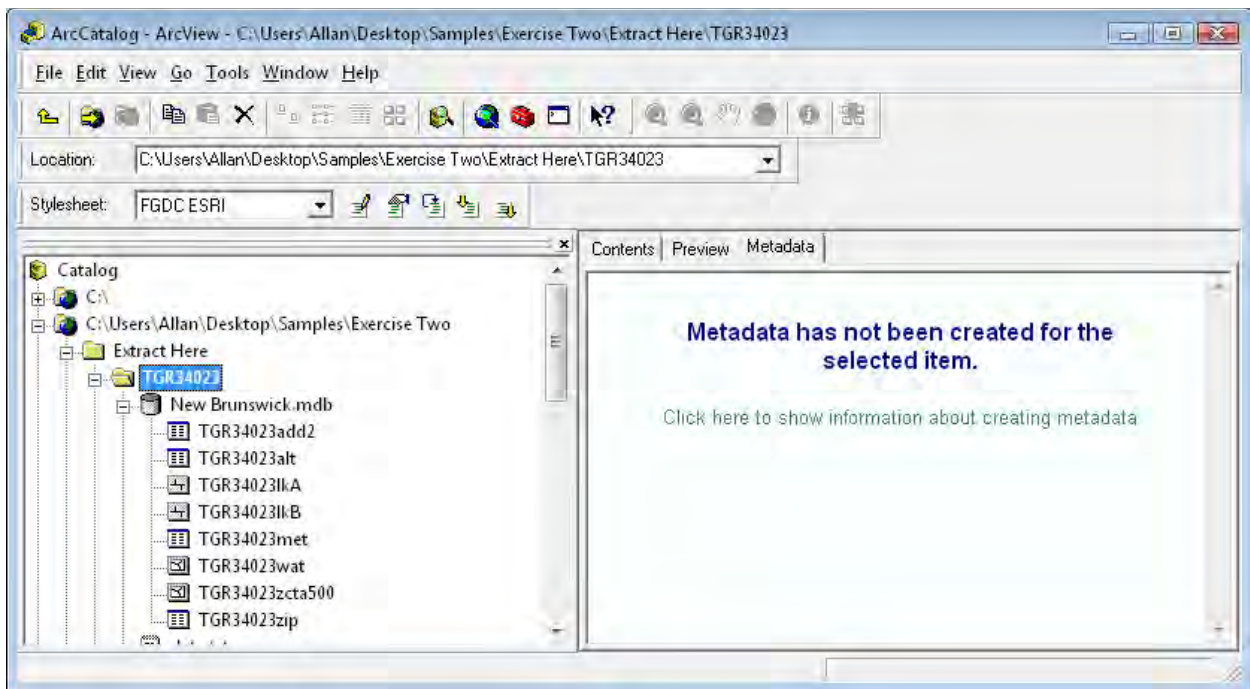 ArcCatalog - ArcView - C:\Users\Allan\Desktop\Samples\Exercise Two\Extract Here\TGR34023
File Edit View Go Tools Window Help
Location: C:\Users\Allan\Desktop\Samples\Exercise Two\Extract Here\TGR34023
Stylesheet: FGDC ESRI
Contents Preview Metadata
Catalog
C:\
C:\Users\Allan\Desktop\Samples\Exercise Two
Extract Here
TGR34023
New Brunswick.mdb
TGR34023add2
TGR34023alt
TGR34023lkA
TGR34023lkB
TGR34023met
TGR34023wat
TGR34023zcta500
TGR34023zip
Metadata has not been created for the
selected item.
Click here to show information about creating metadata